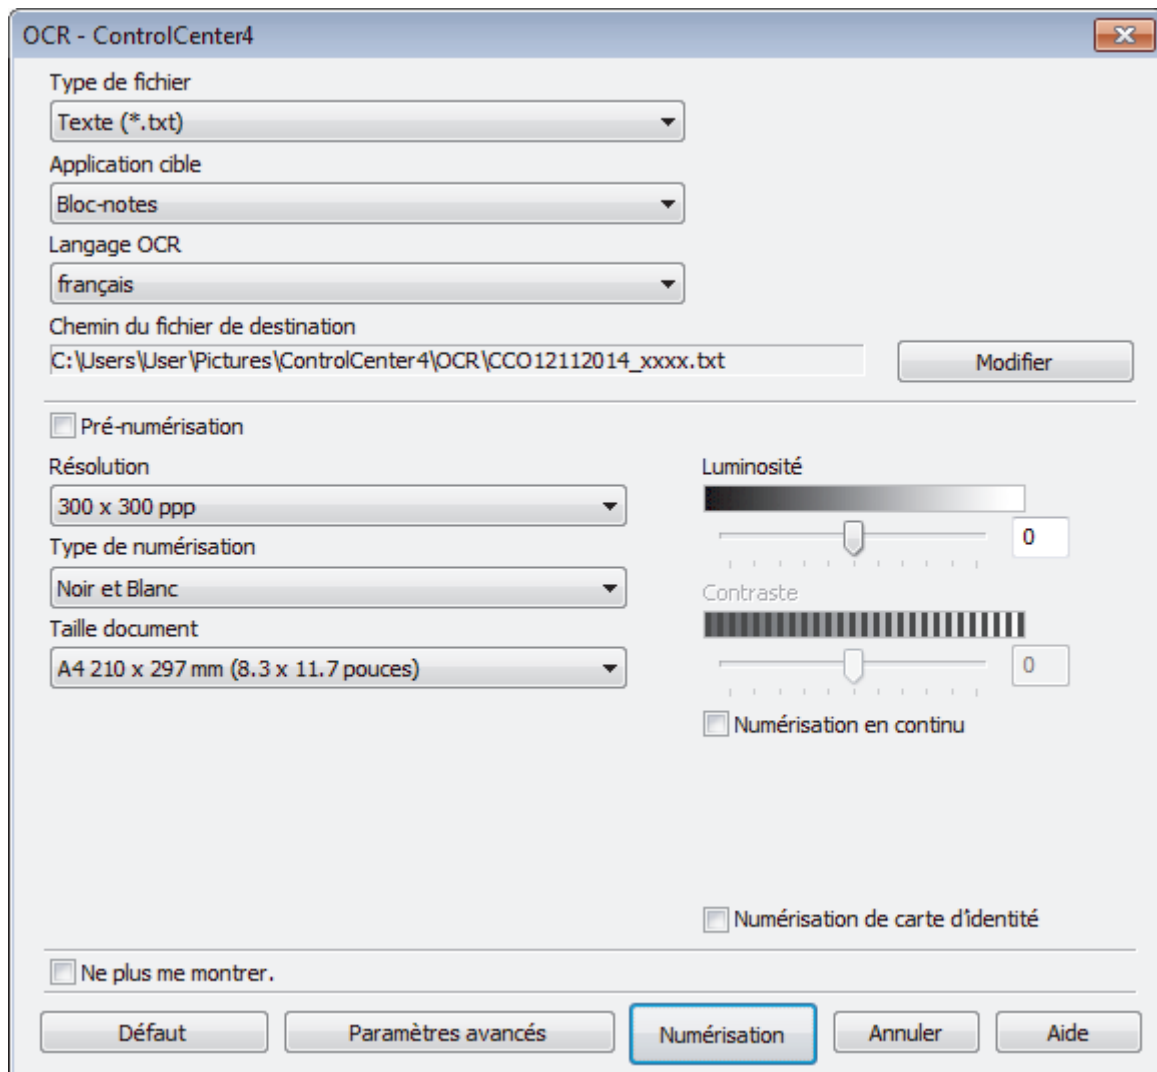 OCR - ControlCenter4
Type de fichier
Texte (*.txt)
Application cible
Bloc-notes
Langage OCR
français
Chemin du fichier de destination
C:\Users\User\Pictures\ControlCenter4\OCR\CCO12112014_xxxx.txt
Modifier
Pré-numérisation
Résolution
300 x 300 ppp
Type de numérisation
Noir et Blanc
Taille document
A4 210 x 297 mm (8.3 x 11.7 pouces)
Luminosité
0
Contraste
0
Numérisation en continu
Numérisation de carte d'identité
Ne plus me montrer.
Défaut
Paramètres avancés
Numérisation
Annuler
Aide